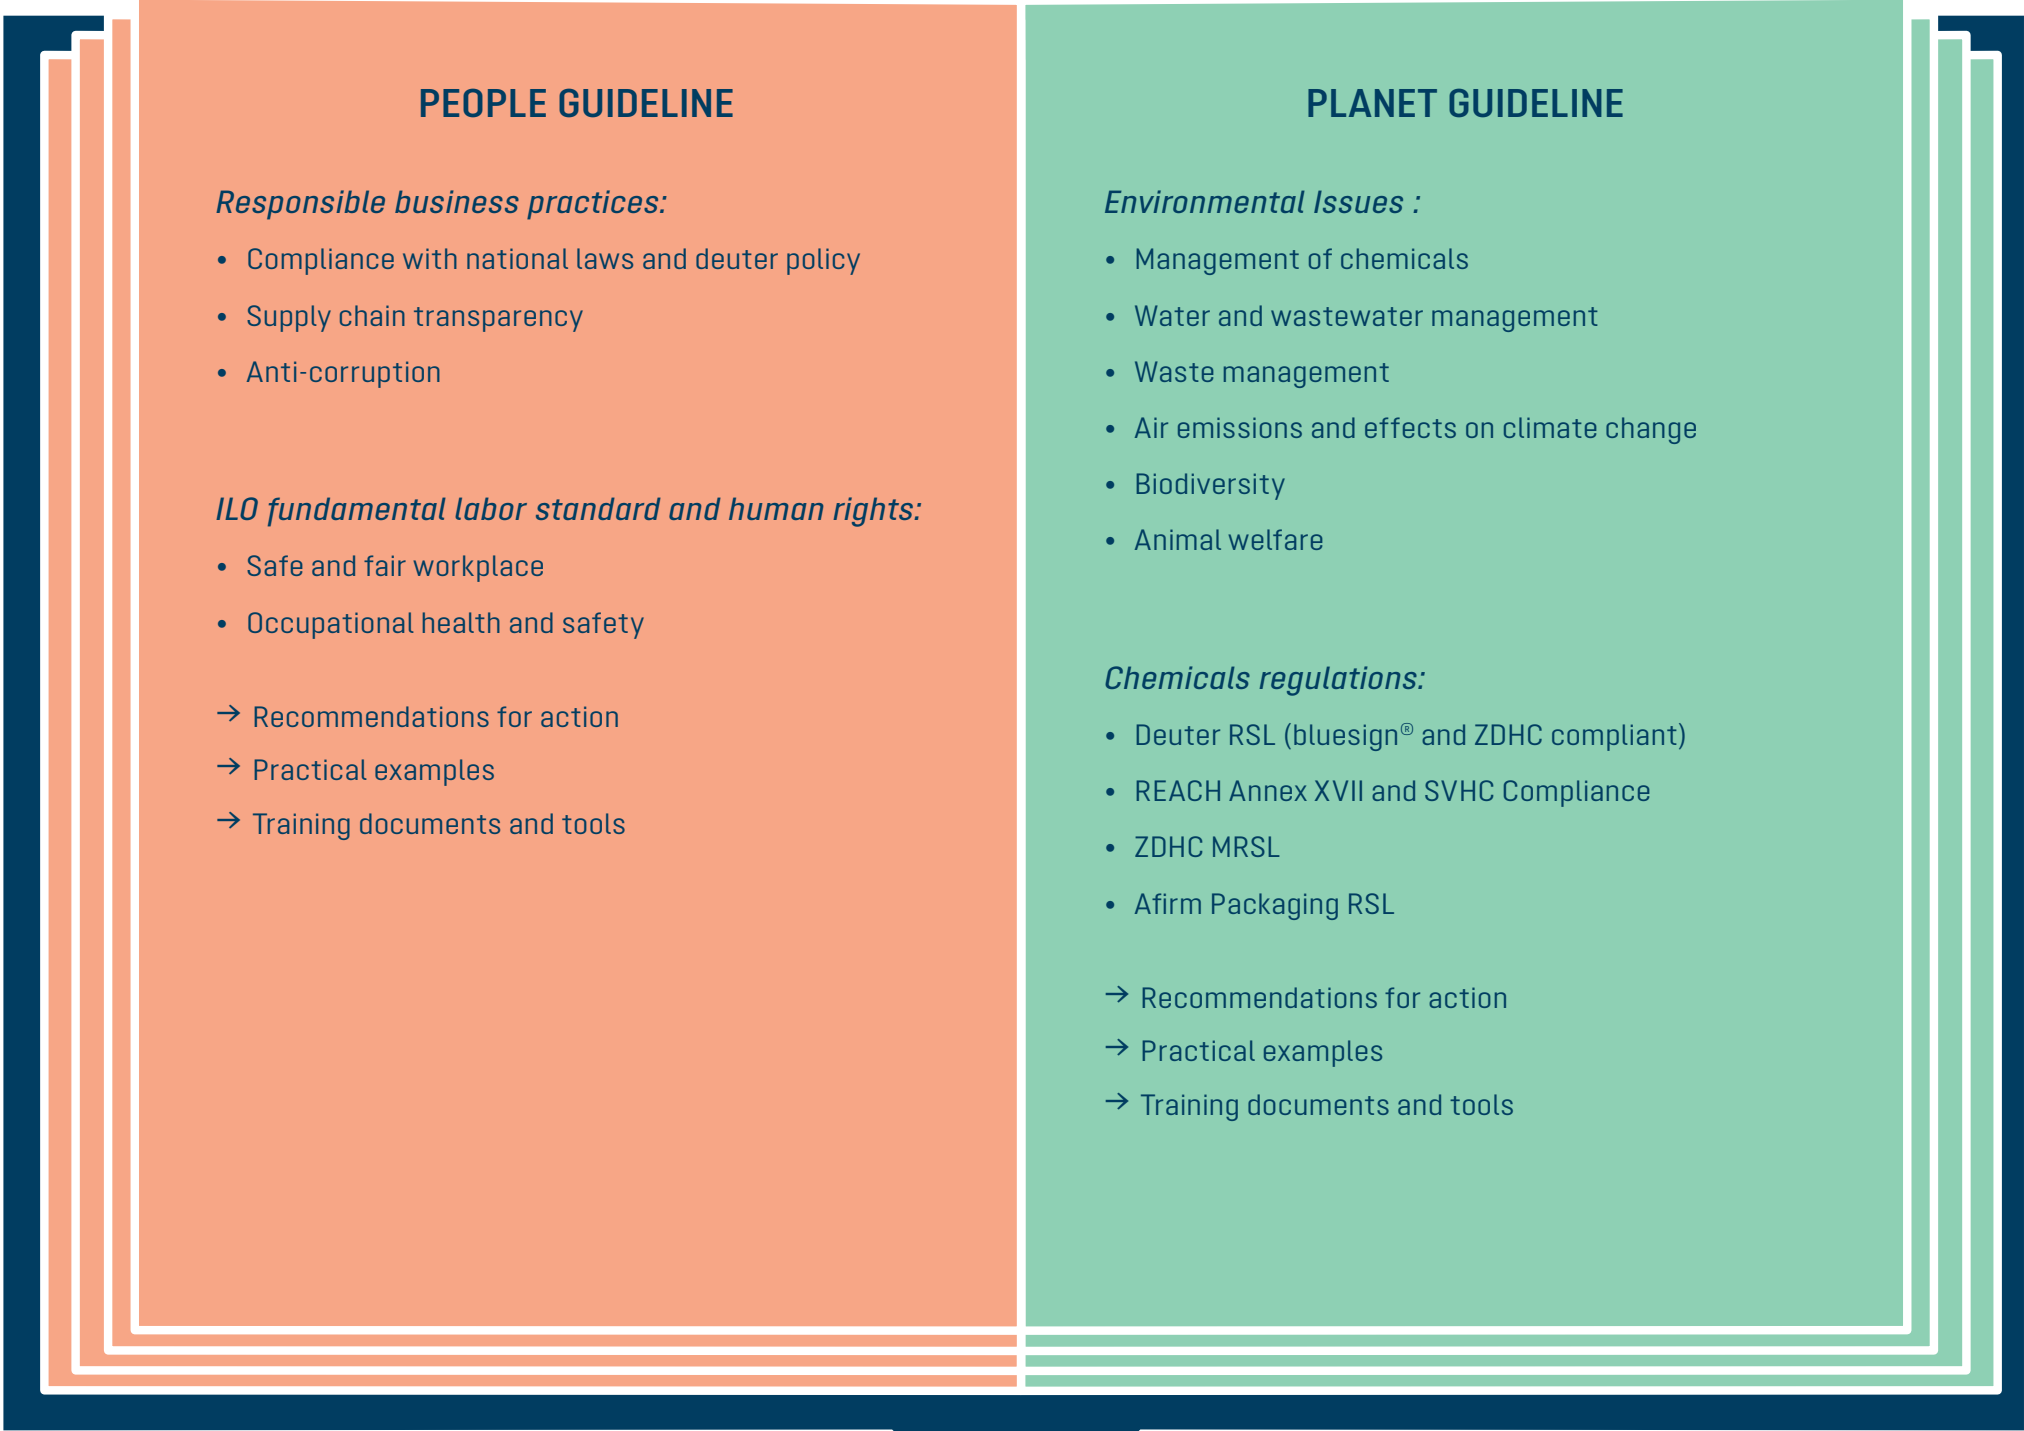 PEOPLE GUIDELINE
Responsible business practices:
• Compliance with national laws and deuter policy
• Supply chain transparency
• Anti-corruption
ILO fundamental labor standard and human rights:
• Safe and fair workplace
• Occupational health and safety
→ Recommendations for action
→ Practical examples
→ Training documents and tools
PLANET GUIDELINE
Environmental Issues :
• Management of chemicals
• Water and wastewater management
• Waste management
• Air emissions and effects on climate change
• Biodiversity
• Animal welfare
Chemicals regulations:
• Deuter RSL (bluesign® and ZDHC compliant)
• REACH Annex XVII and SVHC Compliance
• ZDHC MRSL
• Afirm Packaging RSL
→ Recommendations for action
→ Practical examples
→ Training documents and tools